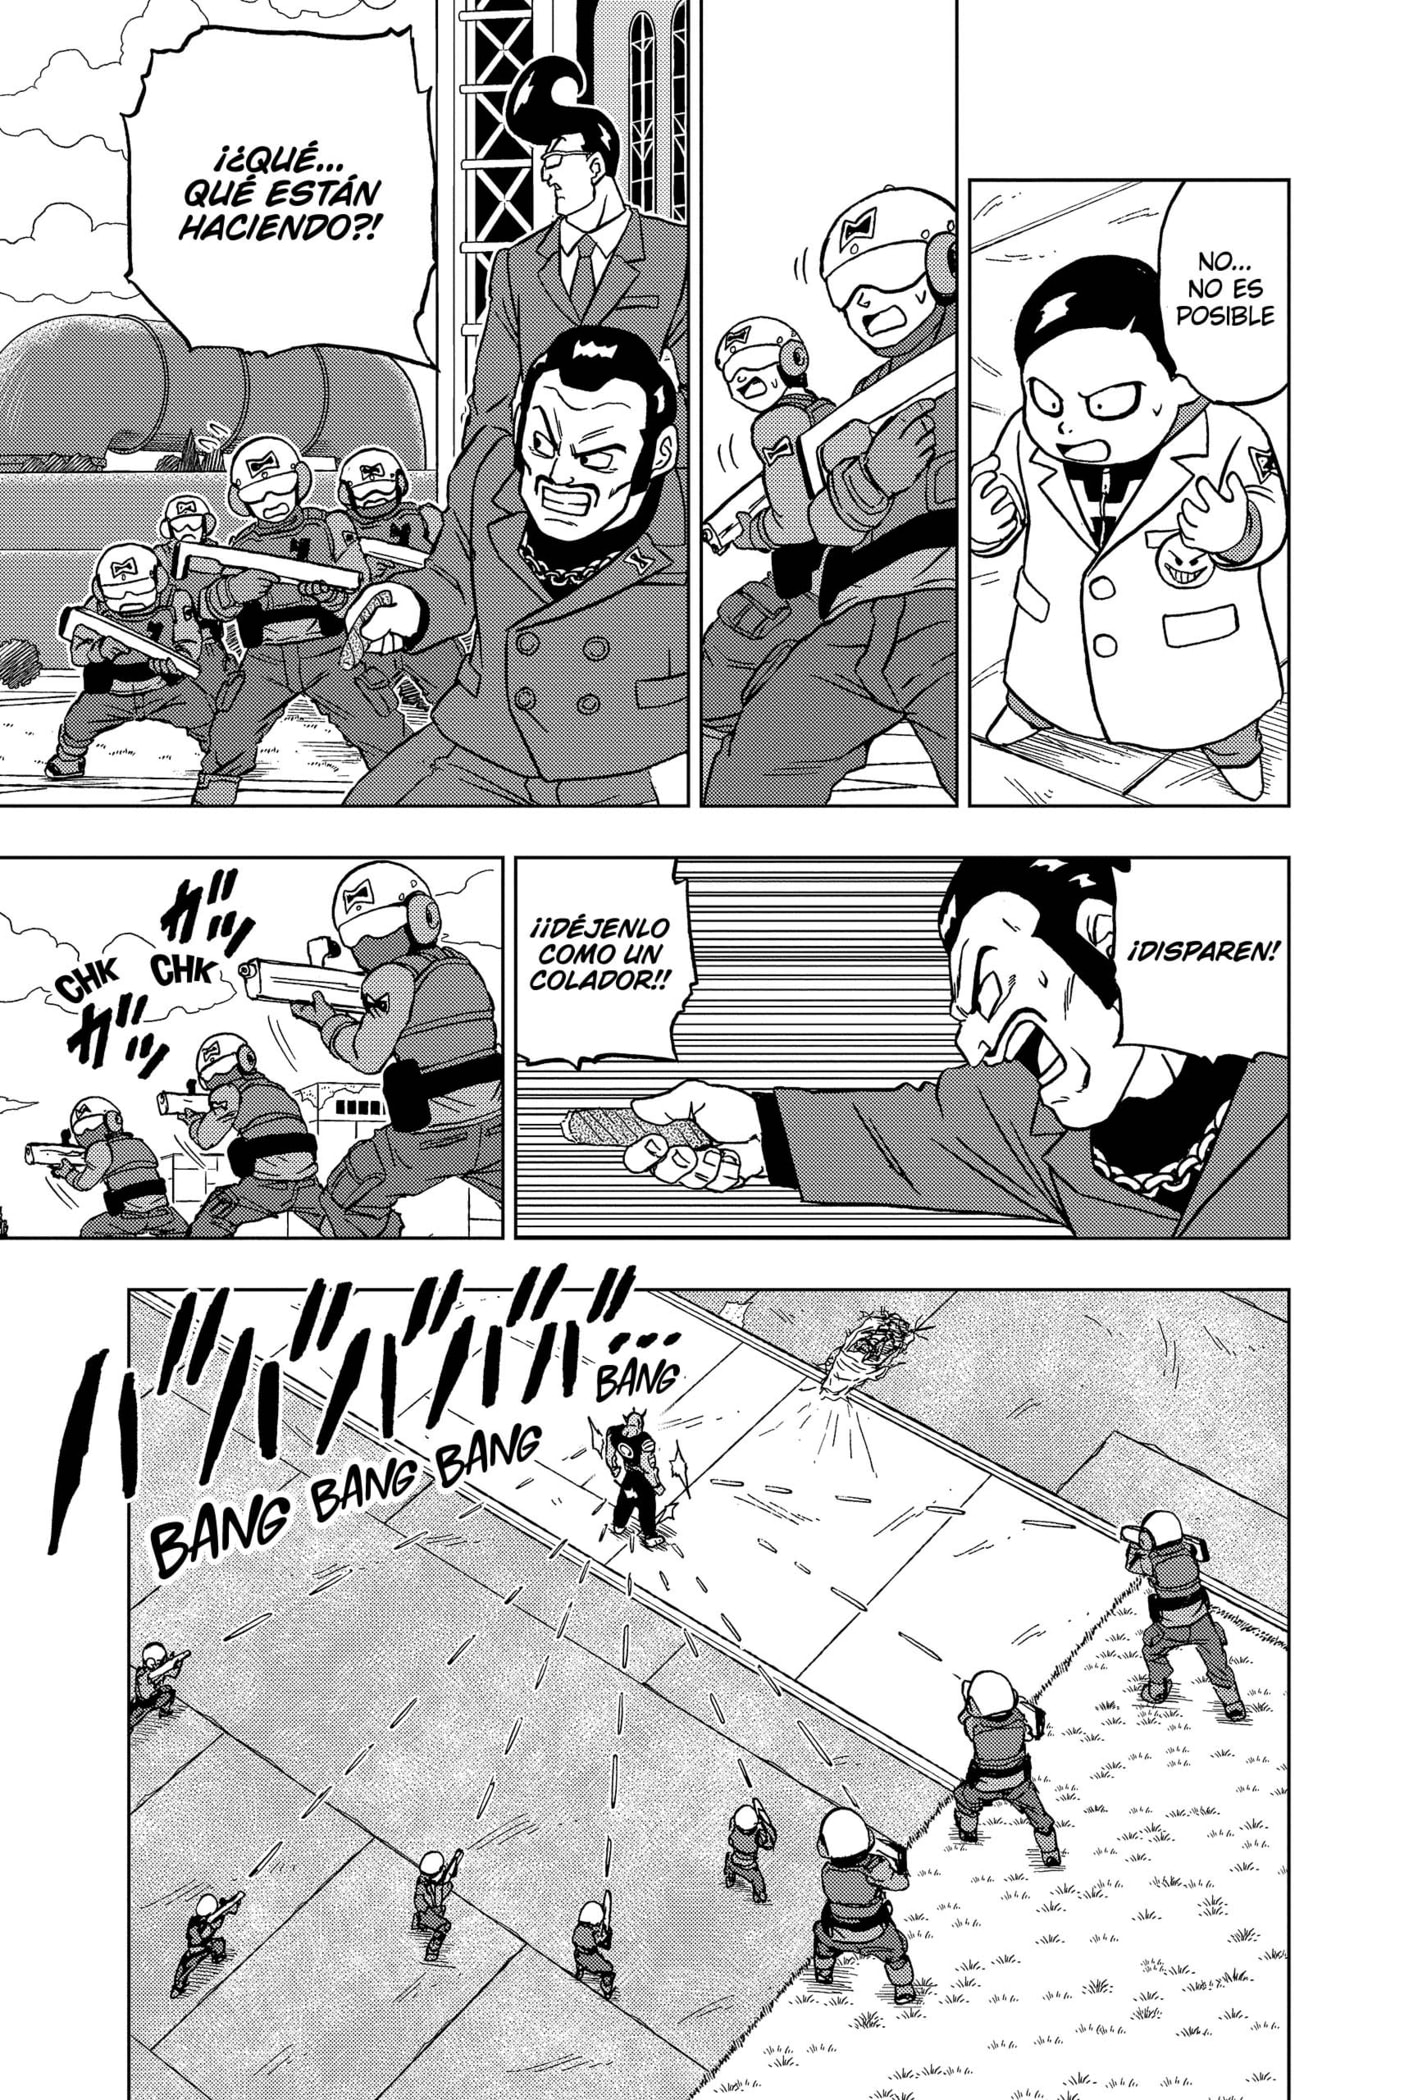 NO...
NO ES
POSIBLE
¡¿QUÉ...
QUÉ ESTÁN
HACIENDO?!
¡DISPAREN!
¡¡DÉJENLO
COMO UN
COLADOR!!
ガッ
CHK
ガッ
CHK
ババババババ...
BANG BANG BANG BANG